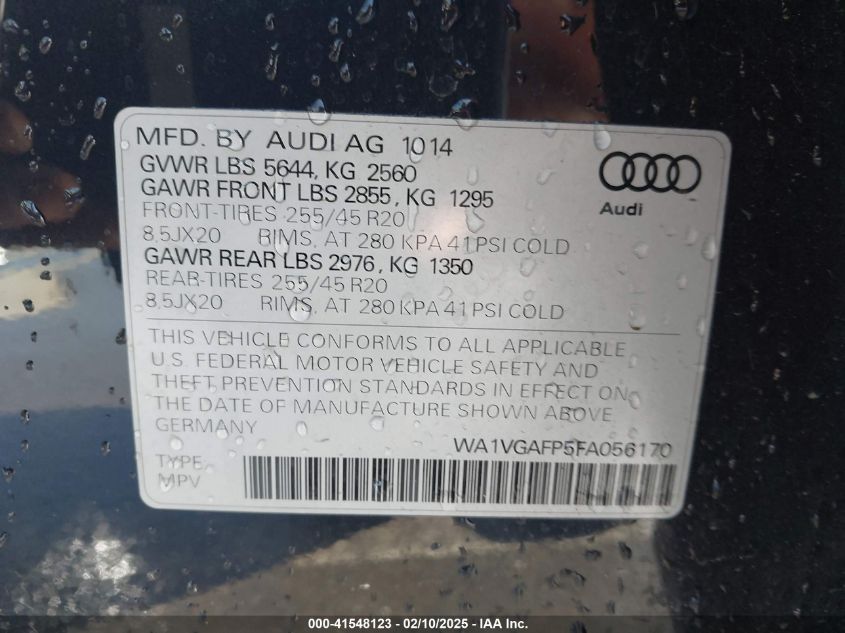 MFD. BY AUDI AG 1014
GVWR LBS 5644, KG 2560
GAWR FRONT LBS 2855, KG 1295
FRONT-TIRES 255/45 R20
8,5JX20 RIMS, AT 280 KPA 41 PSI COLD
GAWR REAR LBS 2976, KG 1350
REAR-TIRES 255/45 R20
8,5JX20 RIMS, AT 280 KPA 41 PSI COLD
Audi
THIS VEHICLE CONFORMS TO ALL APPLICABLE
U.S. FEDERAL MOTOR VEHICLE SAFETY AND
THEFT PREVENTION STANDARDS IN EFFECT ON
THE DATE OF MANUFACTURE SHOWN ABOVE
GERMANY
WA1VGAFP5FA056170
TYPE:
MPV
000-41548123 - 02/10/2025 - IAA Inc.